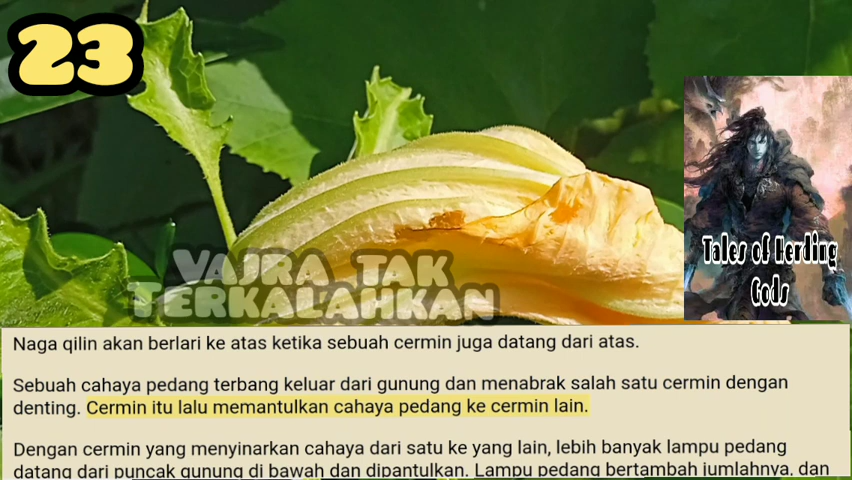 23
VAJRA TAK
TERKALAHKAN
Tales of Herding
Gods
Naga qilin akan berlari ke atas ketika sebuah cermin juga datang dari atas.
Sebuah cahaya pedang terbang keluar dari gunung dan menabrak salah satu cermin dengan
denting. Cermin itu lalu memantulkan cahaya pedang ke cermin lain.
Dengan cermin yang menyinarkan cahaya dari satu ke yang lain, lebih banyak lampu pedang
datang dari puncak gunung di bawah dan dipantulkan. Lampu pedang bertambah jumlahnya, dan